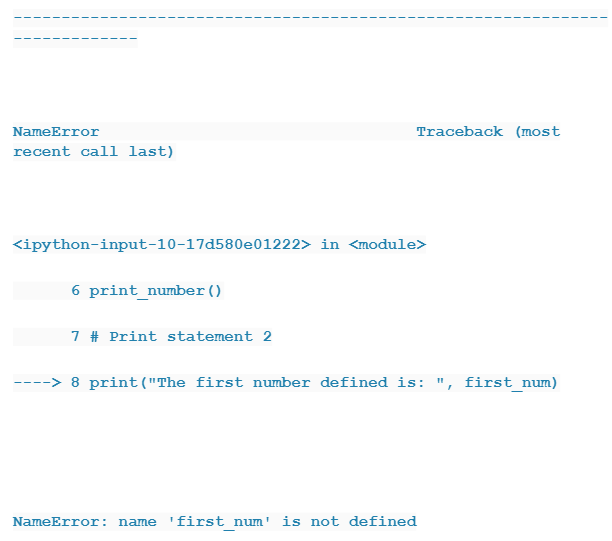 ---------------------------------------------------------------
-------------
NameError                                 Traceback (most
recent call last)
<ipython-input-10-17d580e01222> in <module>
      6 print_number()
      7 # Print statement 2
----> 8 print("The first number defined is: ", first_num)
NameError: name 'first_num' is not defined